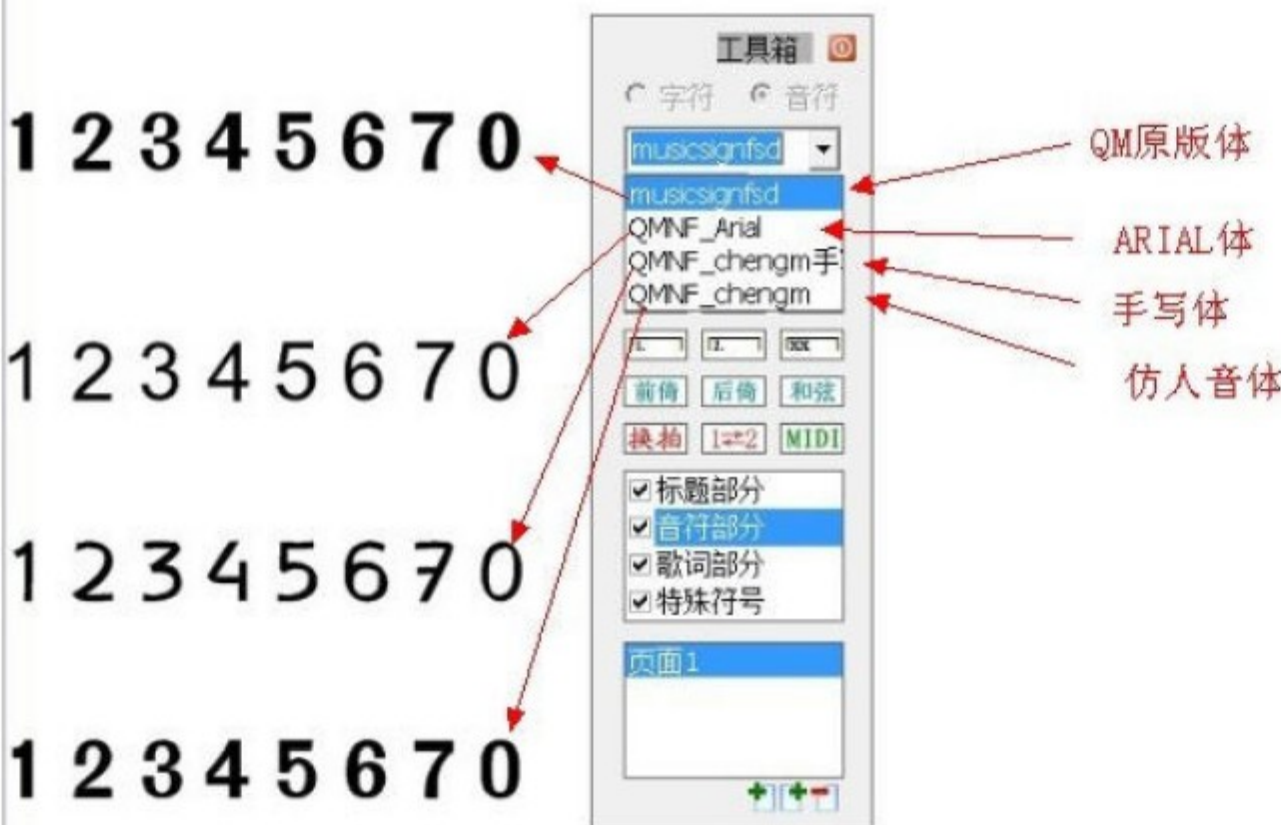 1 2 3 4 5 6 7 0
1 2 3 4 5 6 7 0
1 2 3 4 5 6 7 0
1 2 3 4 5 6 7 0
工具箱
字符 音符
musicsignfsd
musicsignfsd
QMNF_Arial
QMNF_chengm手
QMNF_chengm
前倚 后倚 和弦
换拍 1⇌2 MIDI
标题部分
音符部分
歌词部分
特殊符号
页面1
QM原版体
ARIAL体
手写体
仿人音体